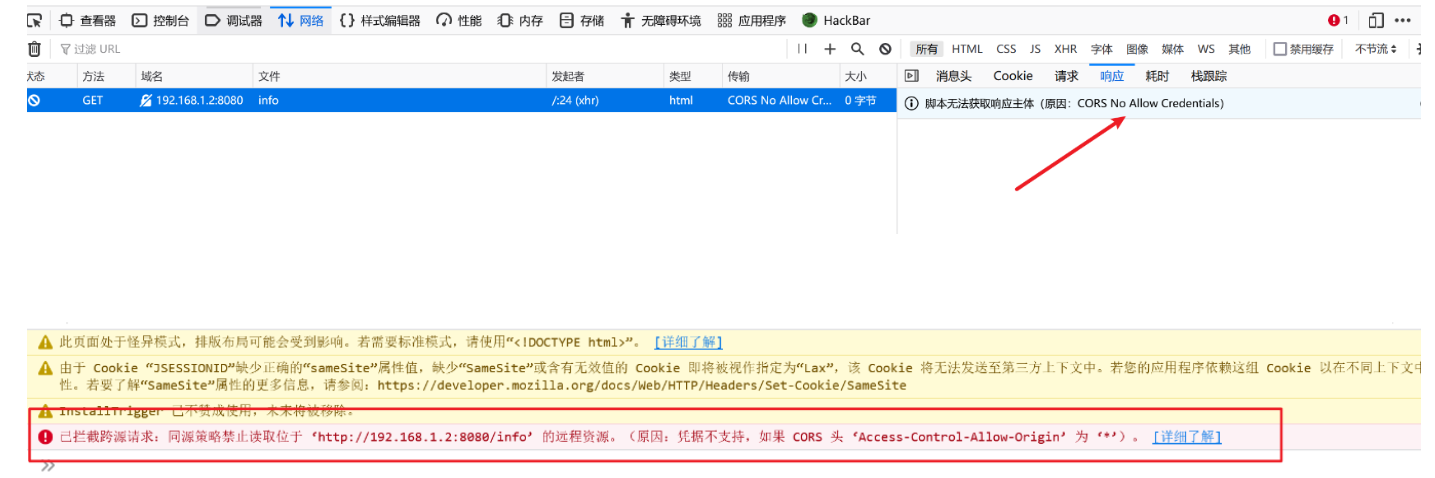 查看器 控制台 调试器 网络 样式编辑器 性能 内存 存储 无障碍环境 应用程序 HackBar 1
过滤 URL 所有 HTML CSS JS XHR 字体 图像 媒体 WS 其他 禁用缓存 不节流
状态 方法 域名 文件 发起者 类型 传输 大小 消息头 Cookie 请求 响应 耗时 栈跟踪
GET 192.168.1.2:8080 info /:24 (xhr) html CORS No Allow Cr... 0 字节 脚本无法获取响应主体 (原因：CORS No Allow Credentials)
此页面处于怪异模式，排版布局可能会受到影响。若需要标准模式，请使用“<!DOCTYPE html>”。 [详细了解]
由于 Cookie “JSESSIONID”缺少正确的“sameSite”属性值，缺少“SameSite”或含有无效值的 Cookie 即将被视作指定为“Lax”，该 Cookie 将无法发送至第三方上下文中。若您的应用程序依赖这组 Cookie 以在不同上下文中
性。若要了解“SameSite”属性的更多信息，请参阅：https://developer.mozilla.org/docs/Web/HTTP/Headers/Set-Cookie/SameSite
InstallTrigger 已不赞成使用，未来将被移除。
已拦截跨源请求：同源策略禁止读取位于 ‘http://192.168.1.2:8080/info’ 的远程资源。（原因：凭据不支持，如果 CORS 头 ‘Access-Control-Allow-Origin’ 为 ‘*’）。 [详细了解]